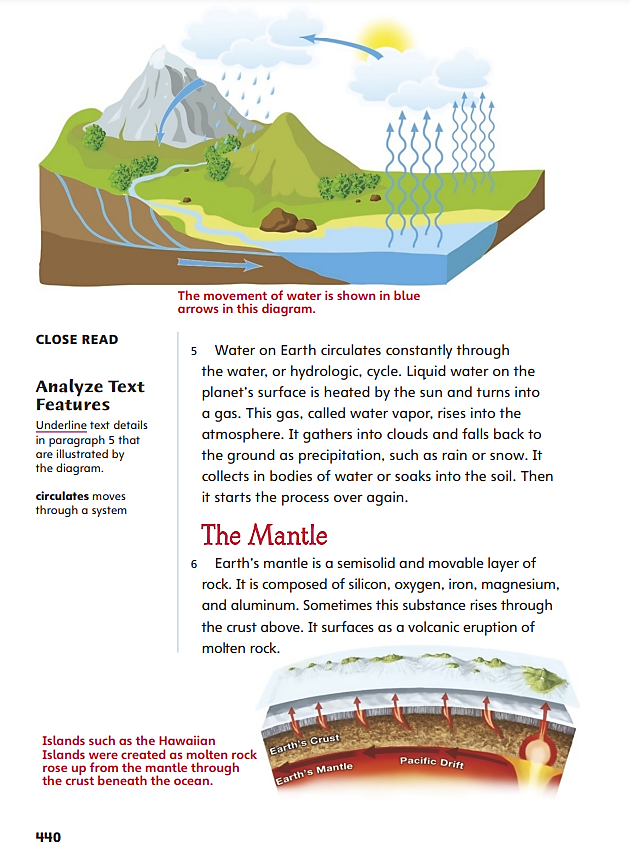 The movement of water is shown in blue
arrows in this diagram.
CLOSE READ
Analyze Text
Features
Underline text details
in paragraph 5 that
are illustrated by
the diagram.
circulates moves
through a system
5 Water on Earth circulates constantly through
the water, or hydrologic, cycle. Liquid water on the
planet's surface is heated by the sun and turns into
a gas. This gas, called water vapor, rises into the
atmosphere. It gathers into clouds and falls back to
the ground as precipitation, such as rain or snow. It
collects in bodies of water or soaks into the soil. Then
it starts the process over again.
The Mantle
6 Earth's mantle is a semisolid and movable layer of
rock. It is composed of silicon, oxygen, iron, magnesium,
and aluminum. Sometimes this substance rises through
the crust above. It surfaces as a volcanic eruption of
molten rock.
Islands such as the Hawaiian
Islands were created as molten rock
rose up from the mantle through
the crust beneath the ocean.
Earth's Crust
Earth's Mantle
Pacific Drift
440